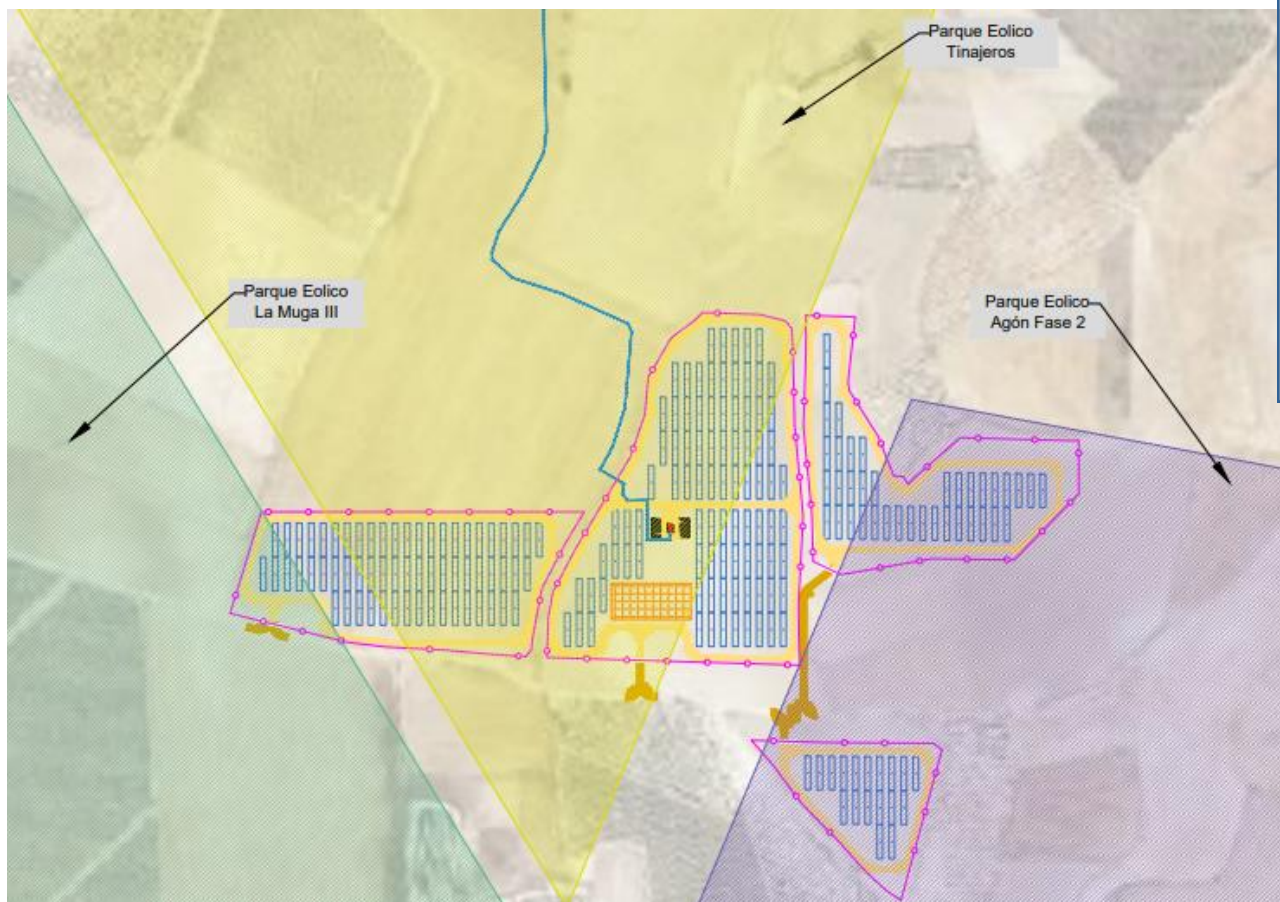 Parque Eolico
Tinajeros
Parque Eolico
La Muga III
Parque Eolico
Agón Fase 2